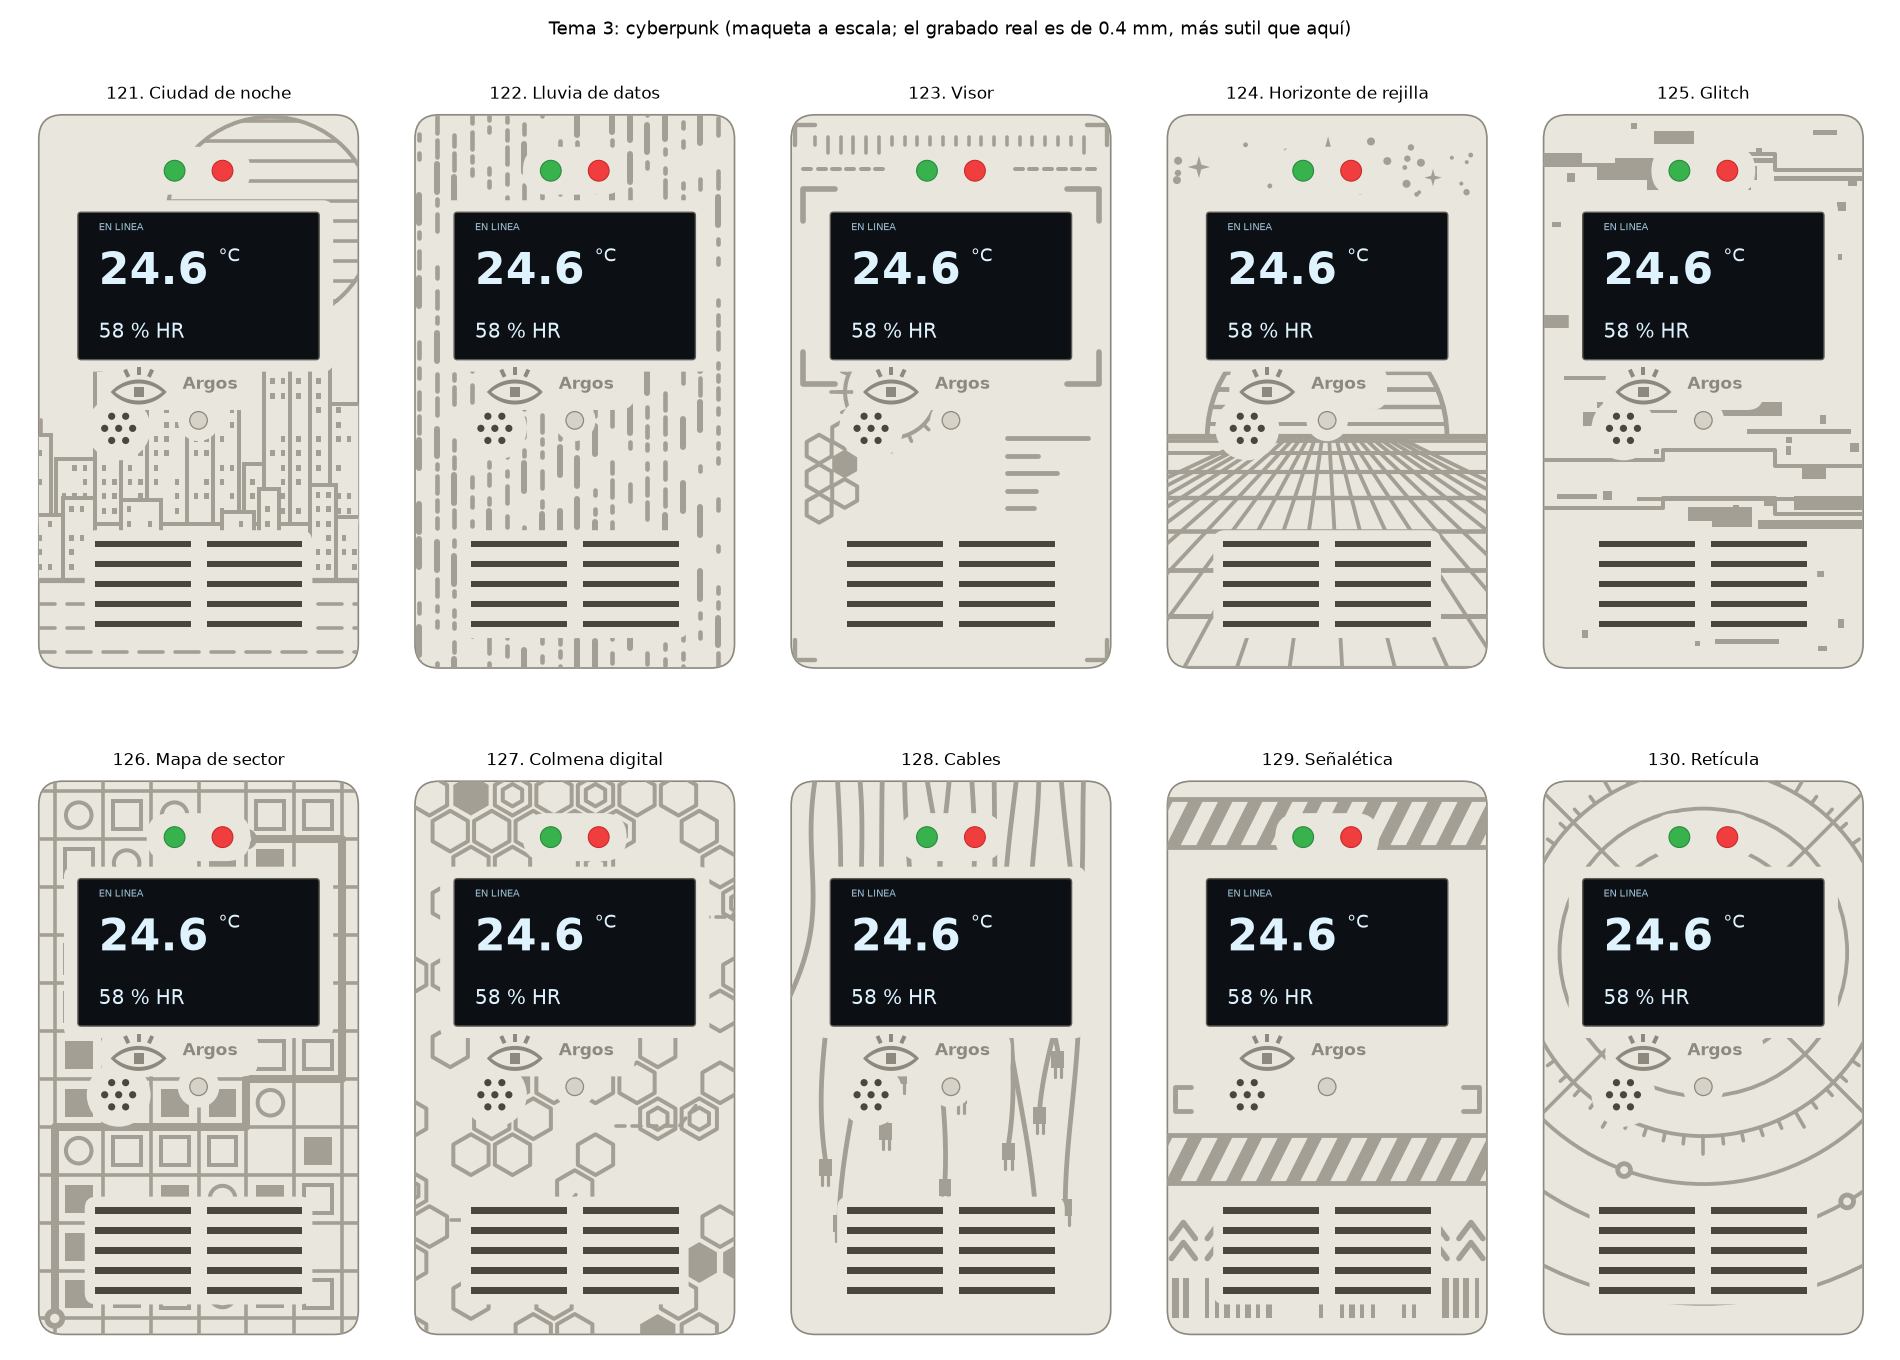 Tema 3: cyberpunk (maqueta a escala; el grabado real es de 0.4 mm, más sutil que aquí)
121. Ciudad de noche
EN LINEA
24.6 °C
58 % HR
Argos
122. Lluvia de datos
EN LINEA
24.6 °C
58 % HR
Argos
123. Visor
EN LINEA
24.6 °C
58 % HR
Argos
124. Horizonte de rejilla
EN LINEA
24.6 °C
58 % HR
Argos
125. Glitch
EN LINEA
24.6 °C
58 % HR
Argos
126. Mapa de sector
EN LINEA
24.6 °C
58 % HR
Argos
127. Colmena digital
EN LINEA
24.6 °C
58 % HR
Argos
128. Cables
EN LINEA
24.6 °C
58 % HR
Argos
129. Señalética
EN LINEA
24.6 °C
58 % HR
Argos
130. Retícula
EN LINEA
24.6 °C
58 % HR
Argos